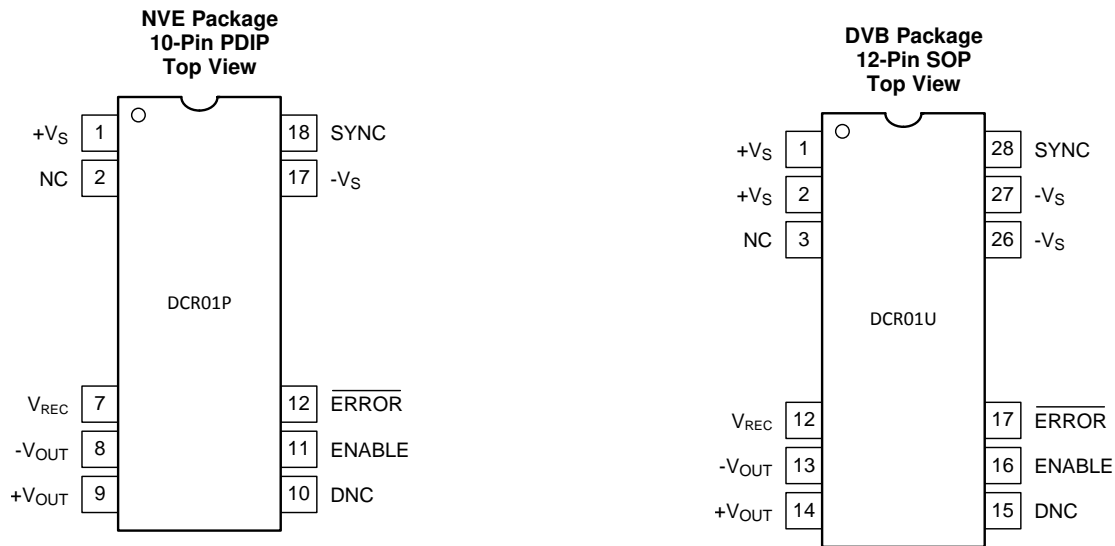 NVE Package
10-Pin PDIP
Top View
+VS 1 18 SYNC
NC 2 17 -VS
DCR01P
VREC 7 12 ERROR
-VOUT 8 11 ENABLE
+VOUT 9 10 DNC
DVB Package
12-Pin SOP
Top View
+VS 1 28 SYNC
+VS 2 27 -VS
NC 3 26 -VS
DCR01U
VREC 12 17 ERROR
-VOUT 13 16 ENABLE
+VOUT 14 15 DNC